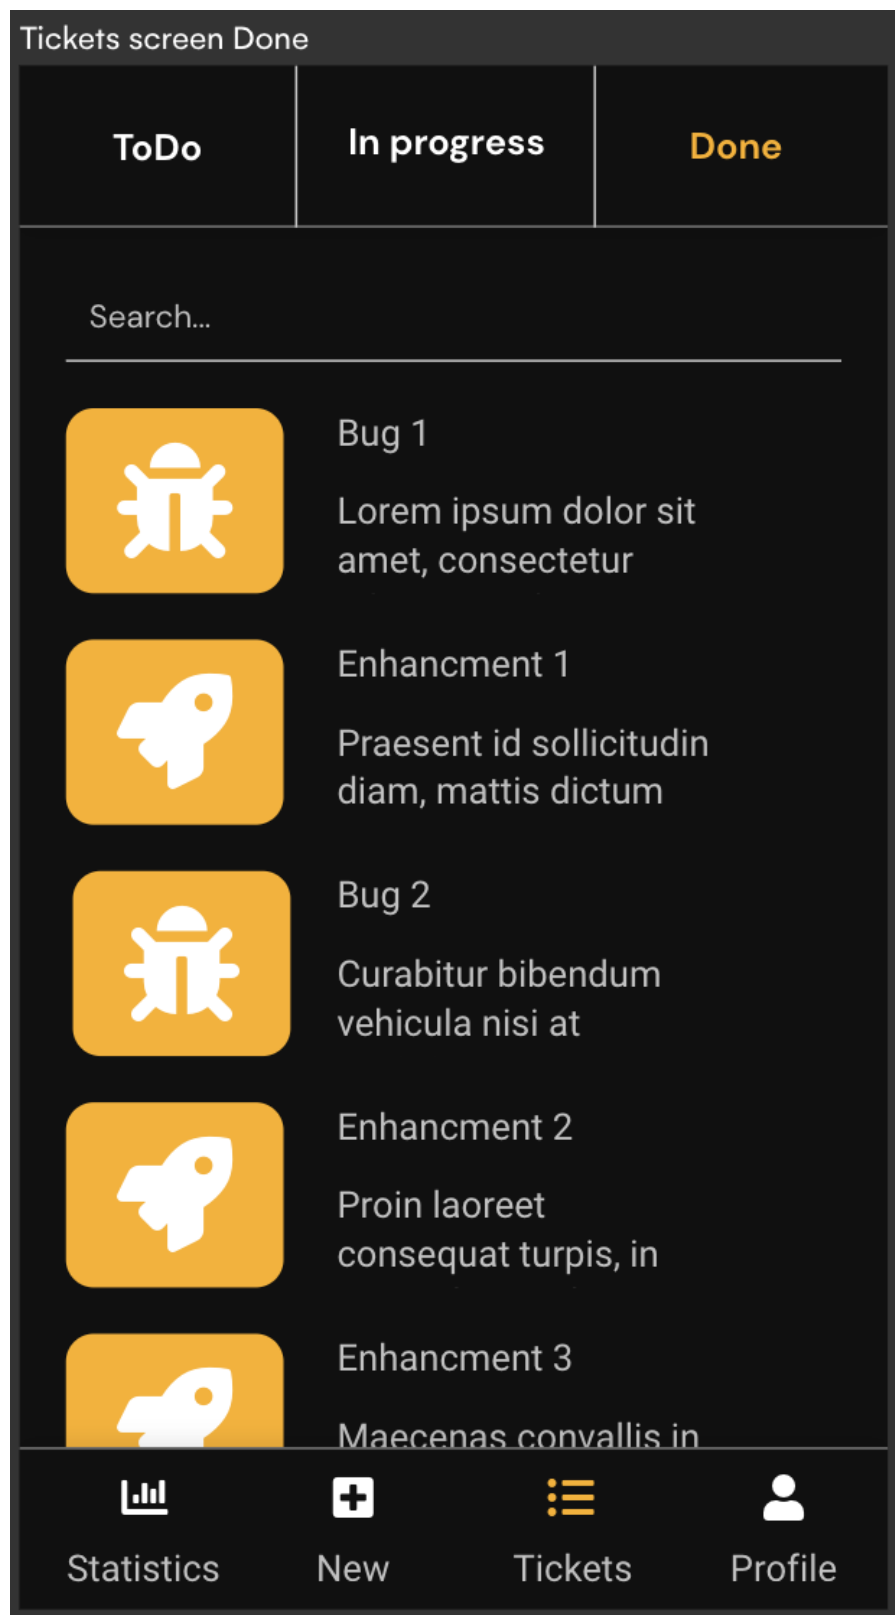 Tickets screen Done
ToDo
In progress
Done
Search...
Bug 1
Lorem ipsum dolor sit
amet, consectetur
Enhancment 1
Praesent id sollicitudin
diam, mattis dictum
Bug 2
Curabitur bibendum
vehicula nisi at
Enhancment 2
Proin laoreet
consequat turpis, in
Enhancment 3
Maecenas convallis in
Statistics
New
Tickets
Profile